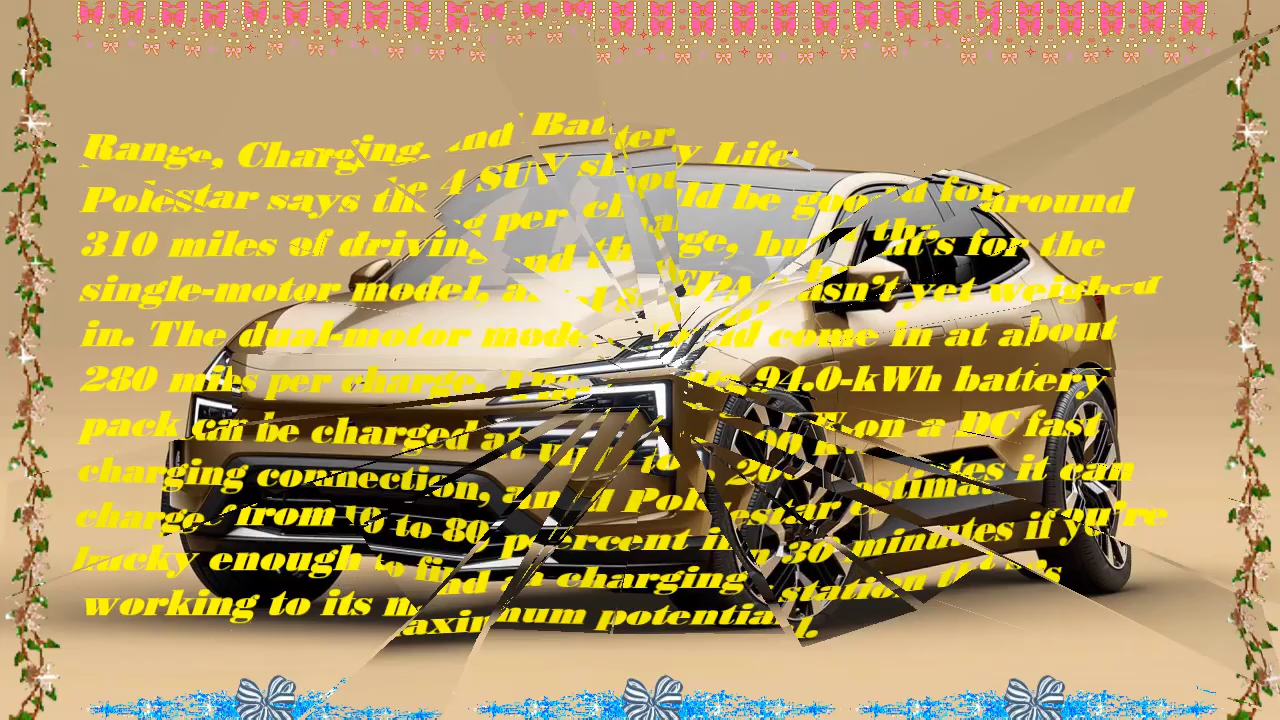 Range, Charging, and Battery Life
Polestar says the 4 SUV should be good for around
310 miles of driving per charge, but that's for the
single-motor model, and the EPA hasn't yet weighed
in. The dual-motor model should come in at about
280 miles per charge. The 94.0-kWh battery
pack can be charged at up to 200 kW on a DC fast
charging connection, and Polestar estimates it can
charge from 10 to 80 percent in 30 minutes if you're
lucky enough to find a charging station that's
working to its maximum potential.